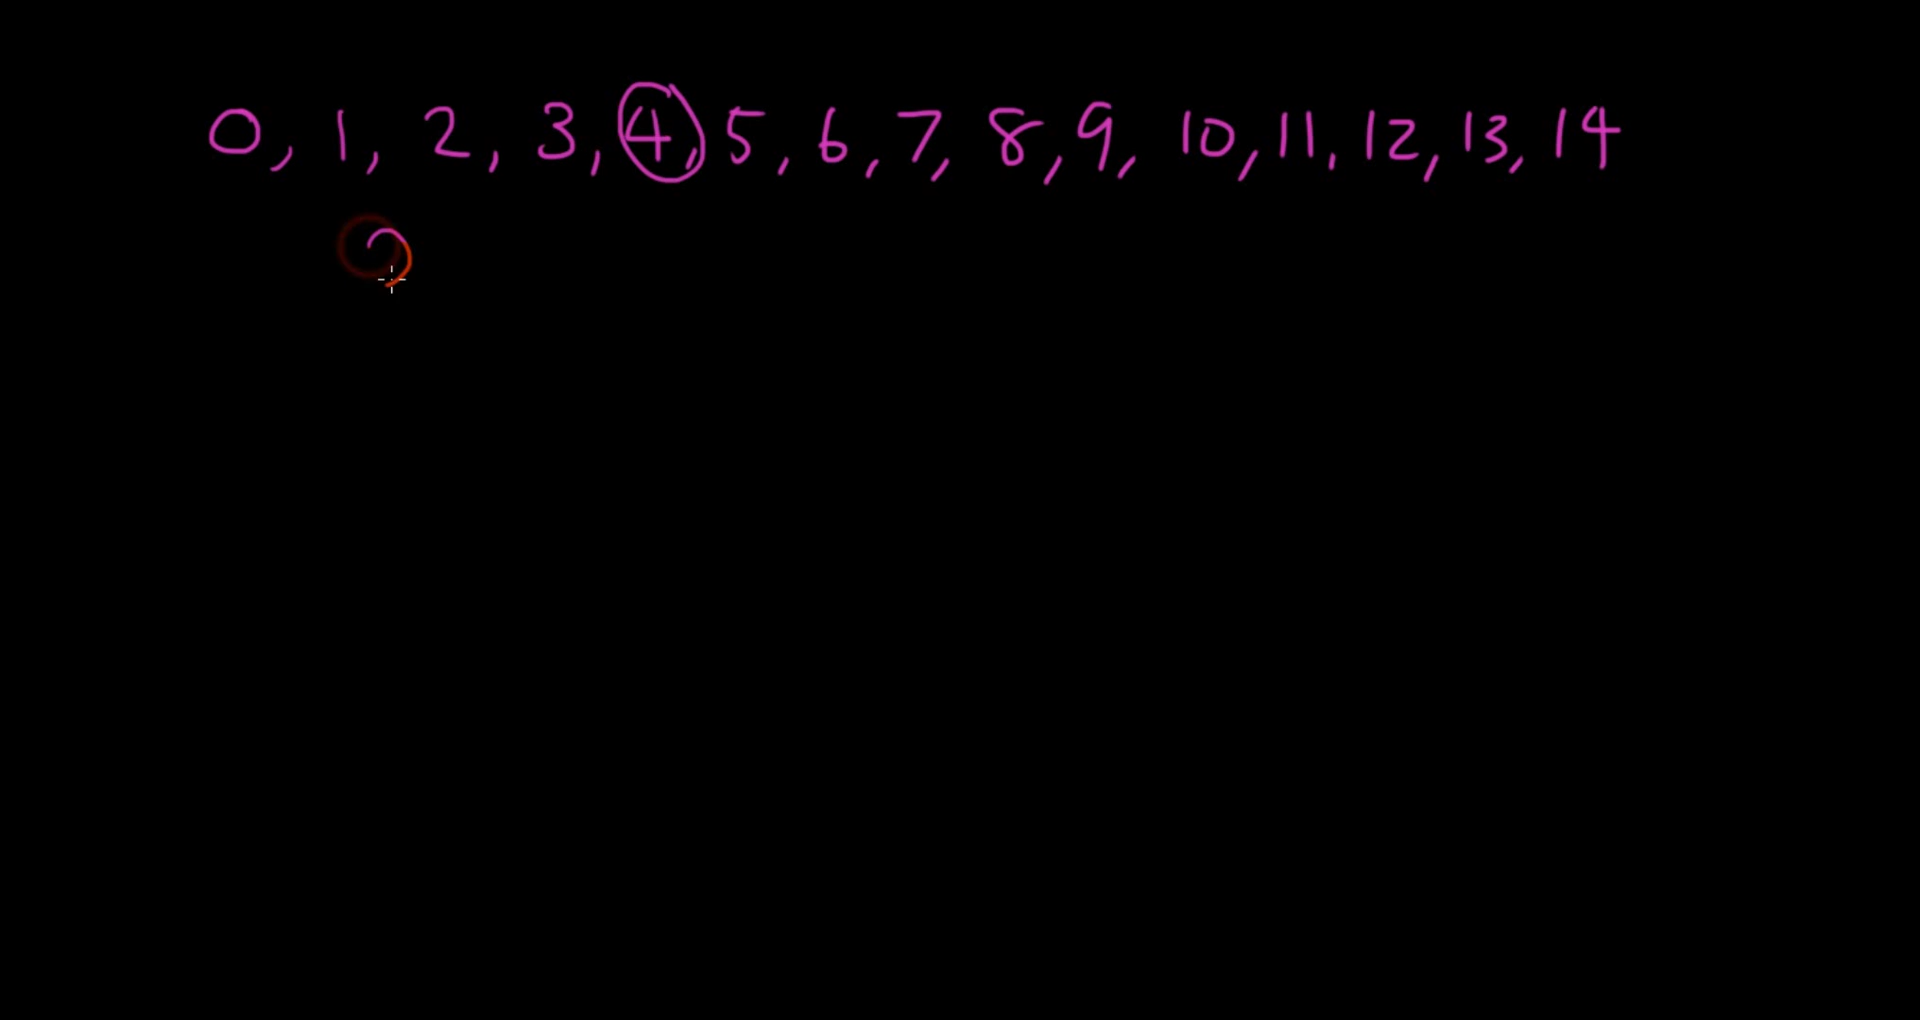 0, 1, 2, 3, 4, 5, 6, 7, 8, 9, 10, 11, 12, 13, 14